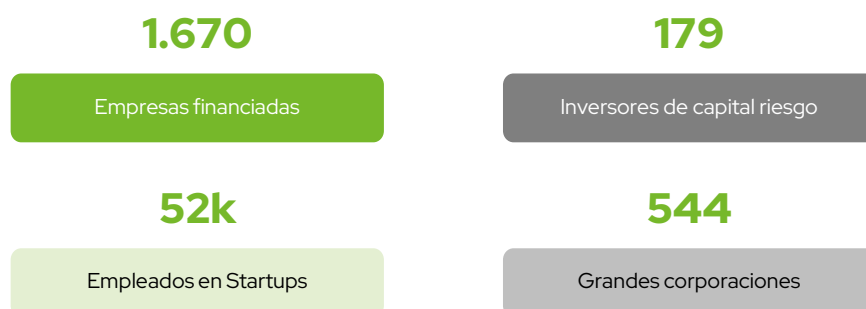 1.670
179
Empresas financiadas
Inversores de capital riesgo
52k
544
Empleados en Startups
Grandes corporaciones